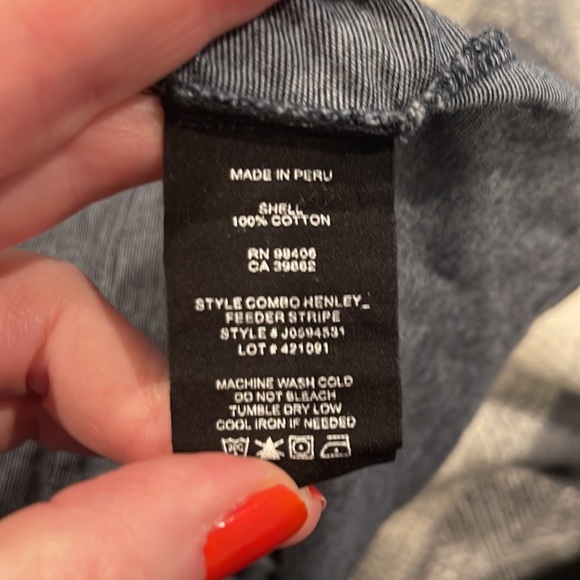 MADE IN PERU
SHELL
100% COTTON
RN 98406
CA 39862
STYLE COMBO HENLEY_
FEEDER STRIPE
STYLE # J0594531
LOT # 421091
MACHINE WASH COLD
DO NOT BLEACH
TUMBLE DRY LOW
COOL IRON IF NEEDED